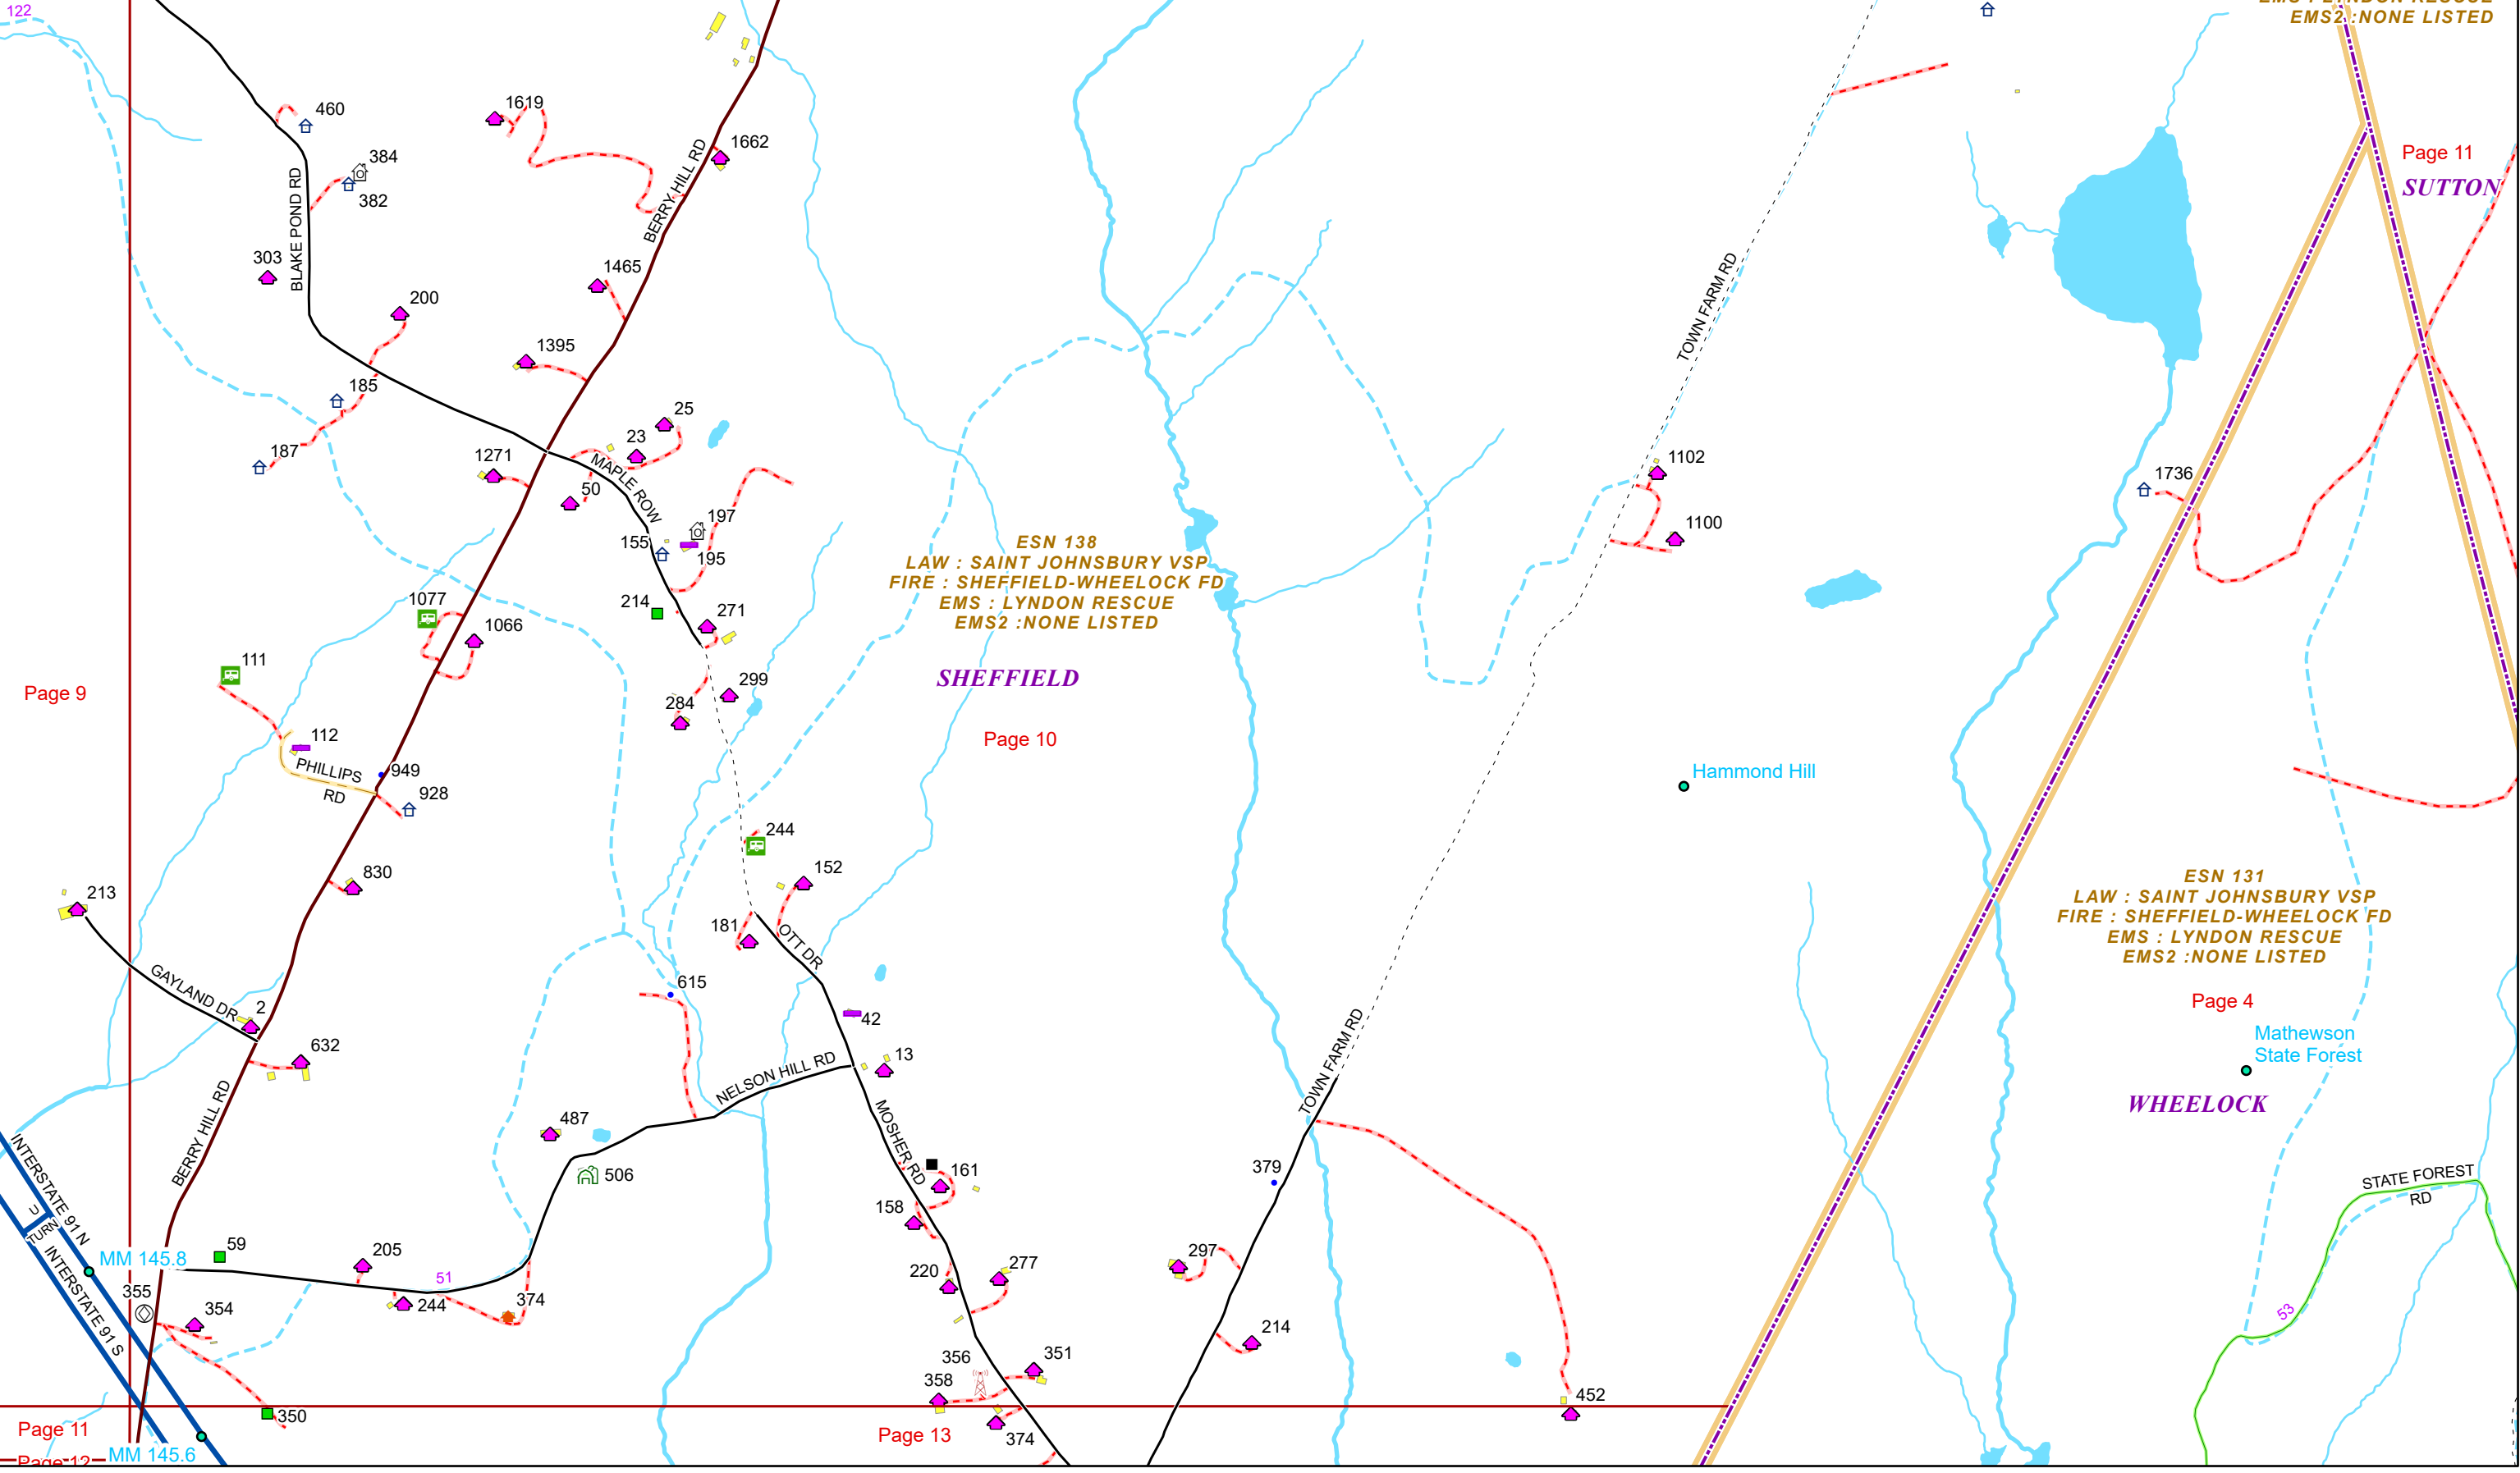 122
EMS : LYNDON RESCUE
EMS2 :NONE LISTED
460
1619
384
382
BLAKE POND RD
1662
BERRY HILL RD
Page 11
SUTTON
303
200
1465
TOWN FARM RD
1395
185
187
25
23
1271
MAPLE ROW
50
1102
1736
197
155
195
1100
ESN 138
LAW : SAINT JOHNSBURY VSP
FIRE : SHEFFIELD-WHEELOCK FD
EMS : LYNDON RESCUE
EMS2 :NONE LISTED
1077
214
271
1066
111
SHEFFIELD
Page 9
299
284
112
Page 10
PHILLIPS
RD
949
928
Hammond Hill
244
152
830
213
181
OTT DR
ESN 131
LAW : SAINT JOHNSBURY VSP
FIRE : SHEFFIELD-WHEELOCK FD
EMS : LYNDON RESCUE
EMS2 :NONE LISTED
Page 4
Mathewson
State Forest
WHEELOCK
GAYLAND DR
2
615
42
632
13
NELSON HILL RD
TOWN FARM RD
BERRY HILL RD
487
MOSHER RD
506
161
379
158
STATE FOREST
RD
INTERSTATE 91 N
U TURN
INTERSTATE 91 S
MM 145.8
59
205
51
220
277
297
355
354
244
374
53
214
356
351
358
452
350
374
Page 11
Page 13
MM 145.6
Page 12